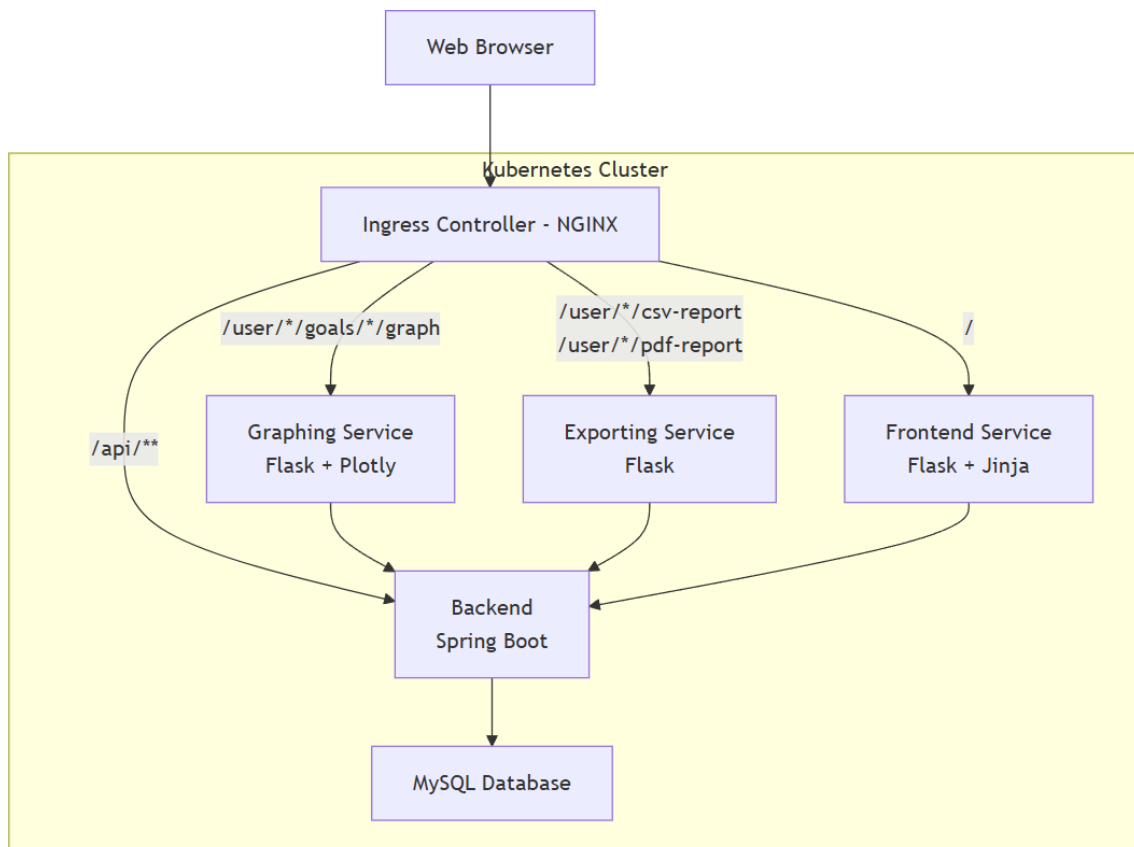 Web Browser
Kubernetes Cluster
Ingress Controller - NGINX
/user/*/goals/*/graph
/user/*/csv-report
/user/*/pdf-report
/
/api/**
Graphing Service
Flask + Plotly
Exporting Service
Flask
Frontend Service
Flask + Jinja
Backend
Spring Boot
MySQL Database